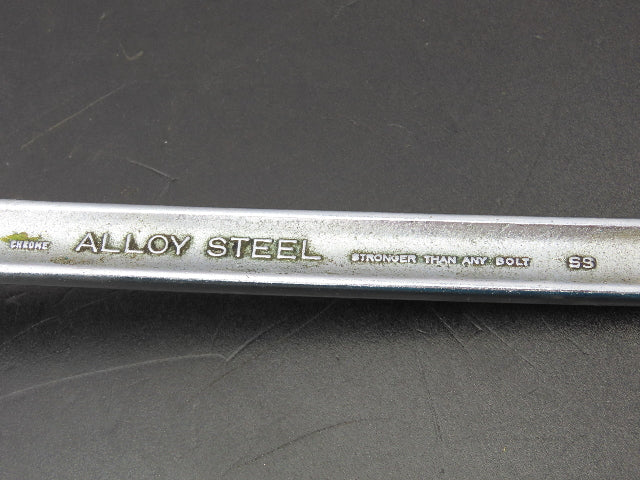 CHROME ALLOY STEEL STRONGER THAN ANY BOLT SS